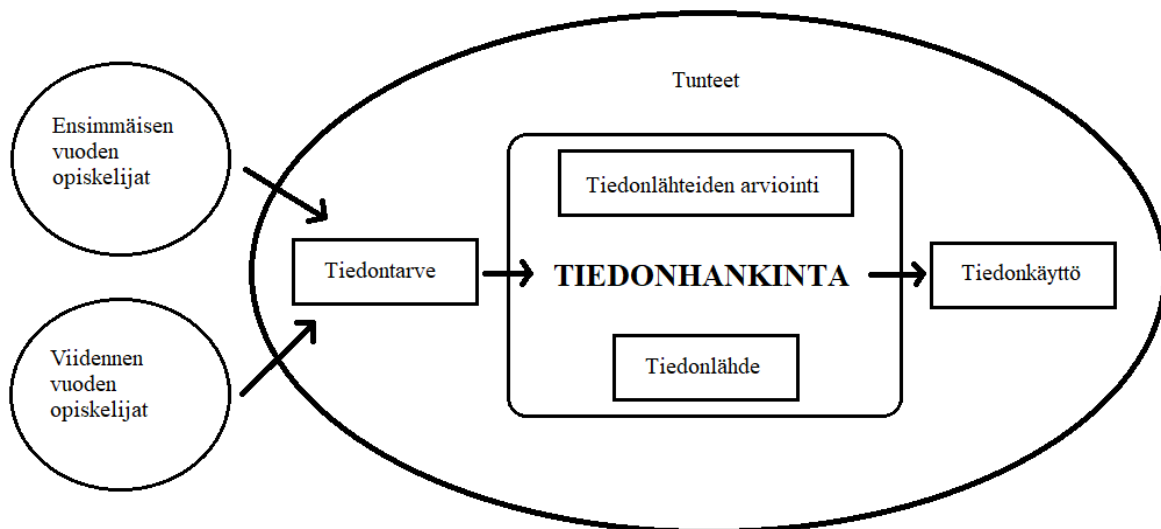 Tunteet
Ensimmäisen
vuoden
opiskelijat
Tiedonlähteiden arviointi
Tiedontarve
TIEDONHANKINTA
Tiedonkäyttö
Viidennen
vuoden
opiskelijat
Tiedonlähde